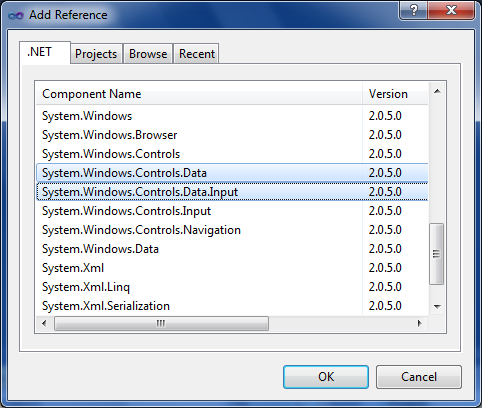 Add Reference
.NET Projects Browse Recent
Component Name Version
System.Windows 2.0.5.0
System.Windows.Browser 2.0.5.0
System.Windows.Controls 2.0.5.0
System.Windows.Controls.Data 2.0.5.0
System.Windows.Controls.Data.Input 2.0.5.0
System.Windows.Controls.Input 2.0.5.0
System.Windows.Controls.Navigation 2.0.5.0
System.Windows.Data 2.0.5.0
System.Xml 2.0.5.0
System.Xml.Linq 2.0.5.0
System.Xml.Serialization 2.0.5.0
OK Cancel